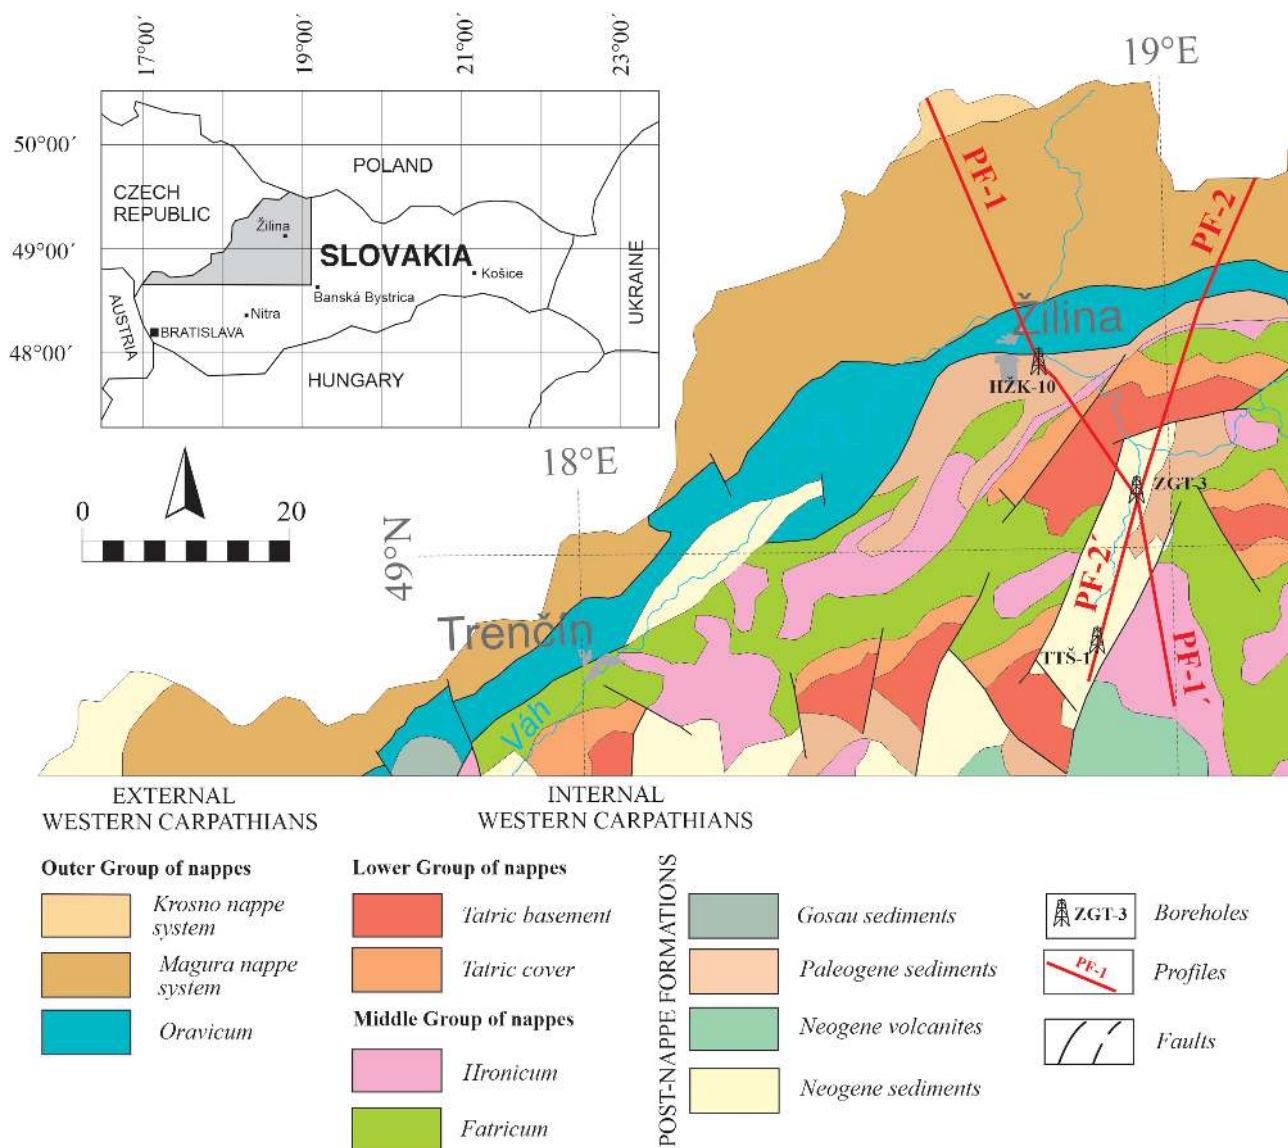 17°00´
19°00´
21°00´
23°00´
50°00´
49°00´
48°00´
POLAND
CZECH
REPUBLIC
Žilina
SLOVAKIA
Košice
Banská Bystrica
Nitra
BRATISLAVA
AUSTRIA
HUNGARY
UKRAINE
0
20
19°E
18°E
49°N
PF-1
PF-2
Žilina
HŽK-10
ZGT-3
PF-2´
TTŠ-1
PF-1´
Trenčín
Váh
EXTERNAL
WESTERN CARPATHIANS
INTERNAL
WESTERN CARPATHIANS
Outer Group of nappes
Krosno nappe
system
Magura nappe
system
Oravicum
Lower Group of nappes
Tatric basement
Tatric cover
Middle Group of nappes
Hronicum
Fatricum
POST-NAPPE FORMATIONS
Gosau sediments
Paleogene sediments
Neogene volcanites
Neogene sediments
ZGT-3
Boreholes
PF-1
Profiles
Faults